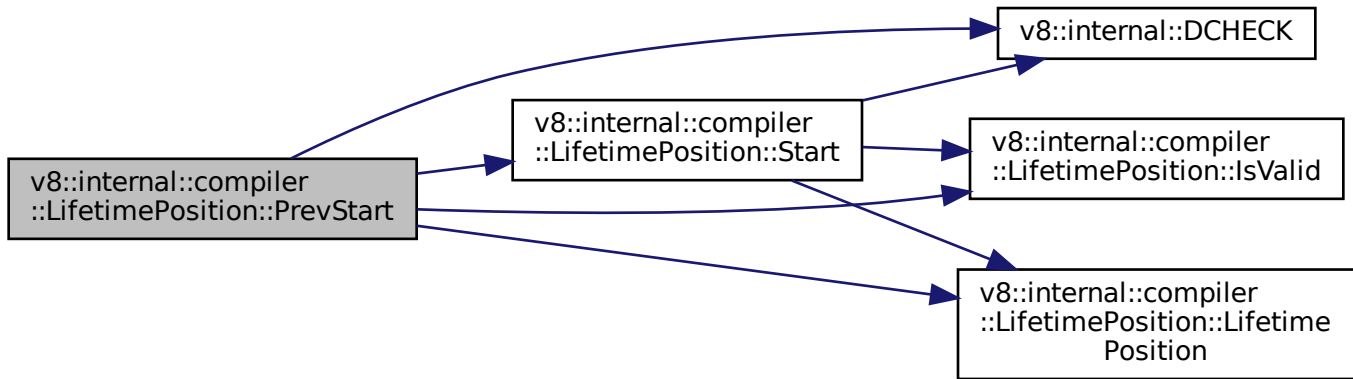 v8::internal::compiler
::LifetimePosition::PrevStart
v8::internal::compiler
::LifetimePosition::Start
v8::internal::DCHECK
v8::internal::compiler
::LifetimePosition::IsValid
v8::internal::compiler
::LifetimePosition::Lifetime
Position